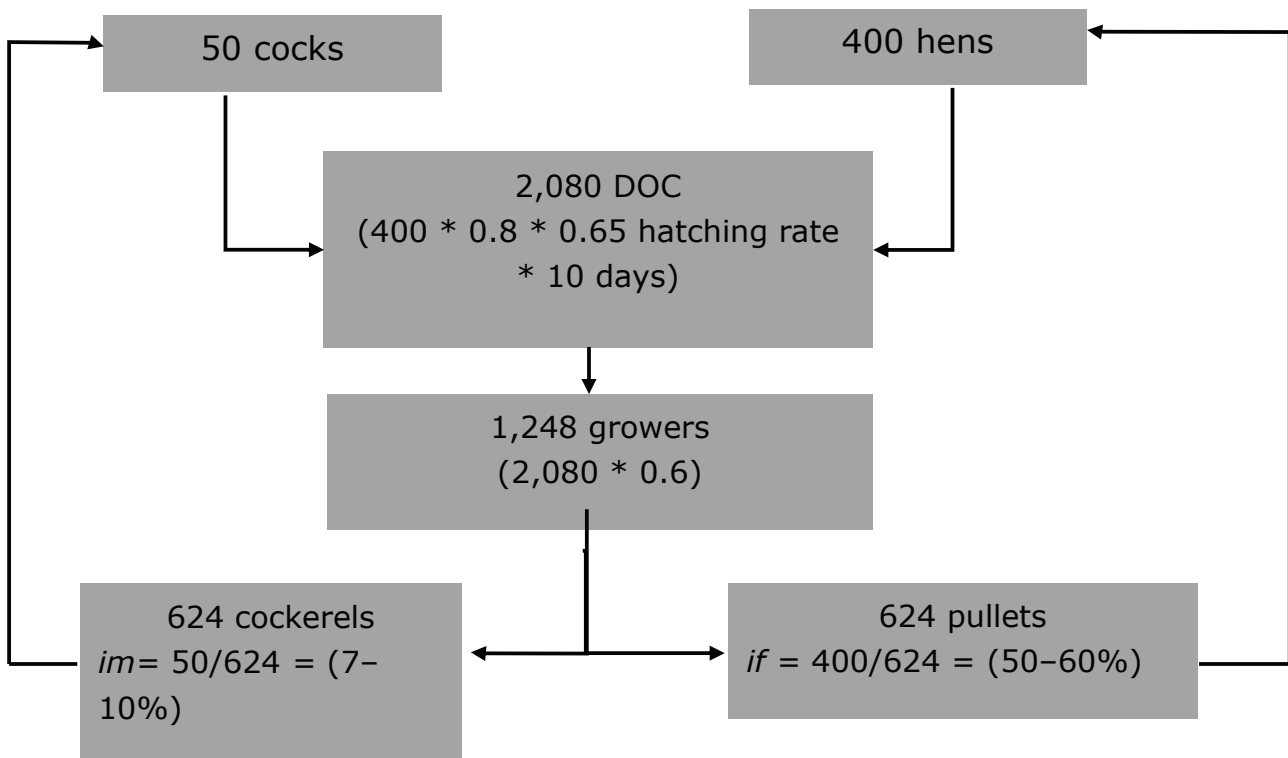 50 cocks
400 hens
2,080 DOC
(400 * 0.8 * 0.65 hatching rate
* 10 days)
1,248 growers
(2,080 * 0.6)
624 cockerels
im= 50/624 = (7–
10%)
624 pullets
if = 400/624 = (50–60%)